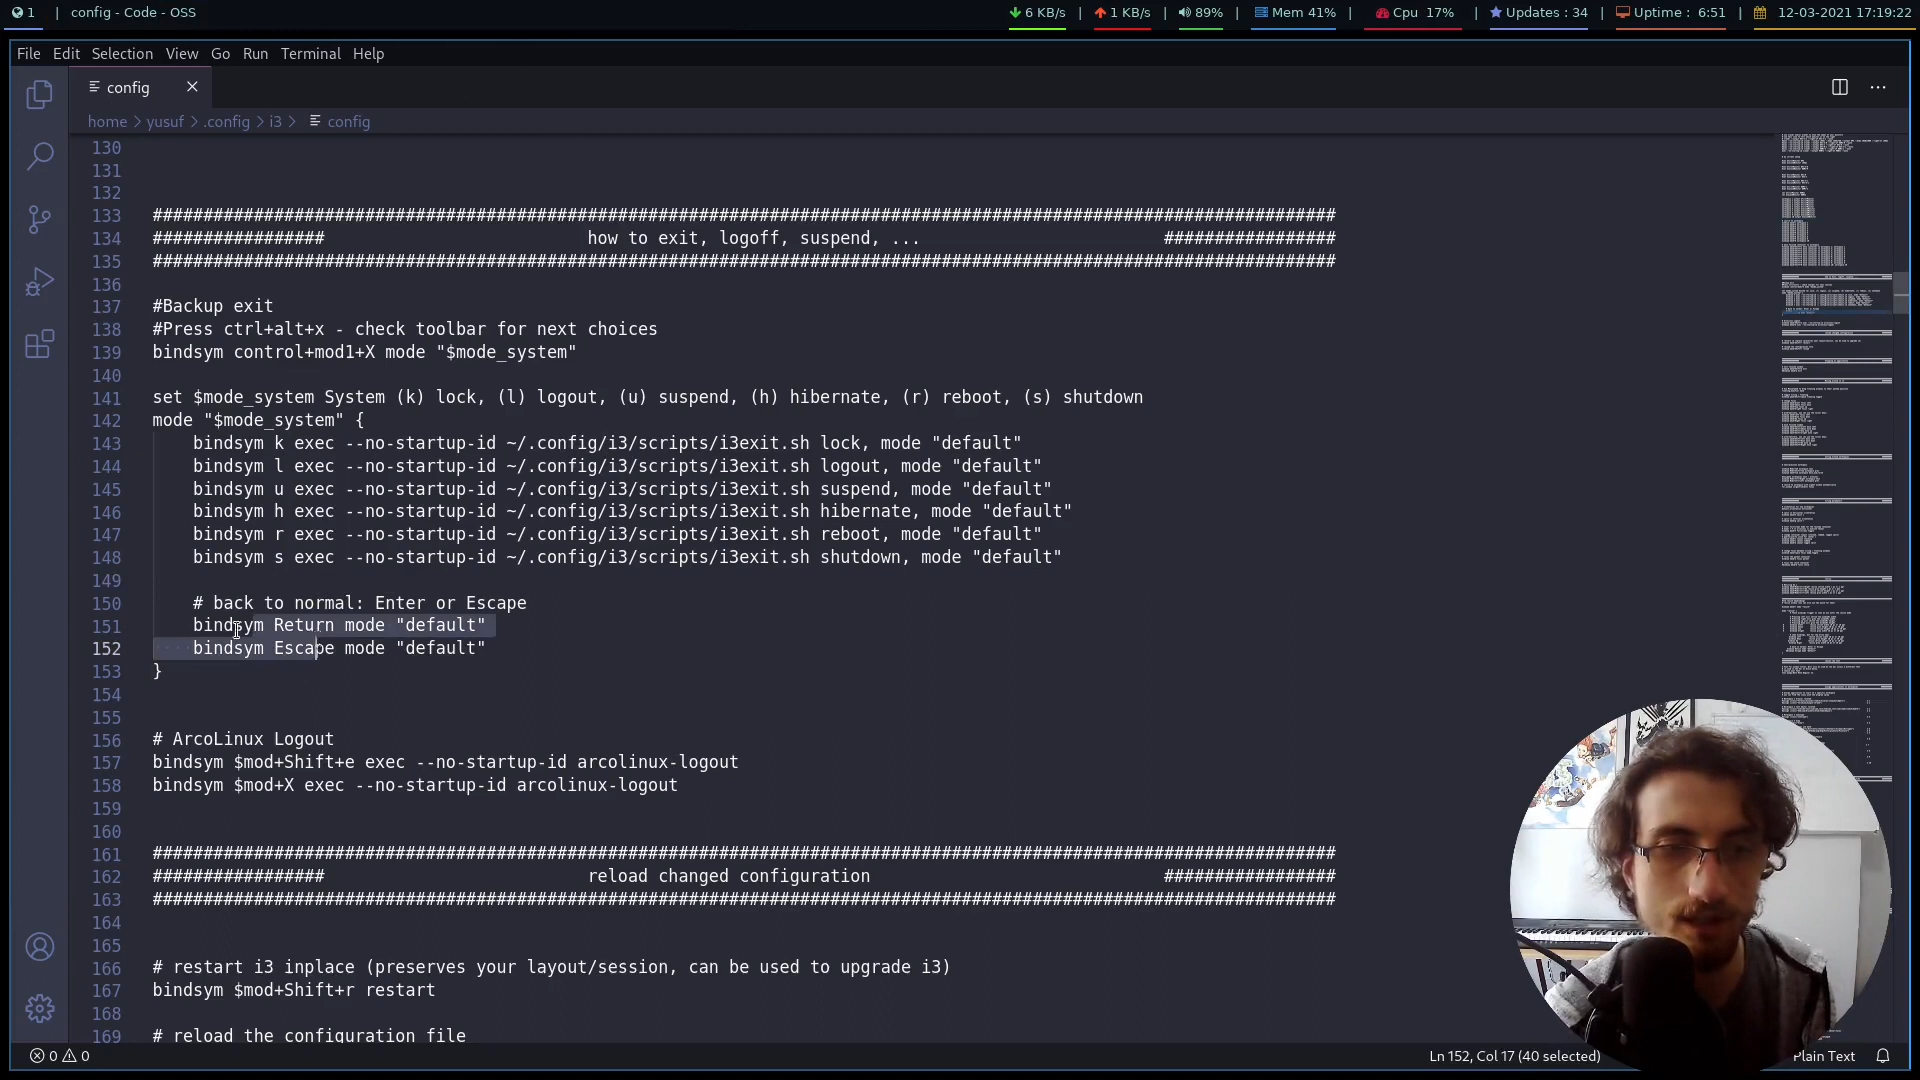 1 | config - Code - OSS 6 KB/s | 1 KB/s | 89% | Mem 41% | Cpu 17% | Updates : 34 | Uptime : 6:51 | 12-03-2021 17:19:22
File Edit Selection View Go Run Terminal Help
config
home > yusuf > .config > i3 > config
130
131
132
133 #####################################################################################################################
134 ################# how to exit, logoff, suspend, ... #################
135 #####################################################################################################################
136
137 #Backup exit
138 #Press ctrl+alt+x - check toolbar for next choices
139 bindsym control+mod1+X mode "$mode_system"
140
141 set $mode_system System (k) lock, (l) logout, (u) suspend, (h) hibernate, (r) reboot, (s) shutdown
142 mode "$mode_system" {
143 bindsym k exec --no-startup-id ~/.config/i3/scripts/i3exit.sh lock, mode "default"
144 bindsym l exec --no-startup-id ~/.config/i3/scripts/i3exit.sh logout, mode "default"
145 bindsym u exec --no-startup-id ~/.config/i3/scripts/i3exit.sh suspend, mode "default"
146 bindsym h exec --no-startup-id ~/.config/i3/scripts/i3exit.sh hibernate, mode "default"
147 bindsym r exec --no-startup-id ~/.config/i3/scripts/i3exit.sh reboot, mode "default"
148 bindsym s exec --no-startup-id ~/.config/i3/scripts/i3exit.sh shutdown, mode "default"
149
150 # back to normal: Enter or Escape
151 bindsym Return mode "default"
152 bindsym Escape mode "default"
153 }
154
155
156 # ArcoLinux Logout
157 bindsym $mod+Shift+e exec --no-startup-id arcolinux-logout
158 bindsym $mod+X exec --no-startup-id arcolinux-logout
159
160
161 #####################################################################################################################
162 ################# reload changed configuration #################
163 #####################################################################################################################
164
165
166 # restart i3 inplace (preserves your layout/session, can be used to upgrade i3)
167 bindsym $mod+Shift+r restart
168
169 # reload the configuration file
0 0 Ln 152, Col 17 (40 selected) Plain Text